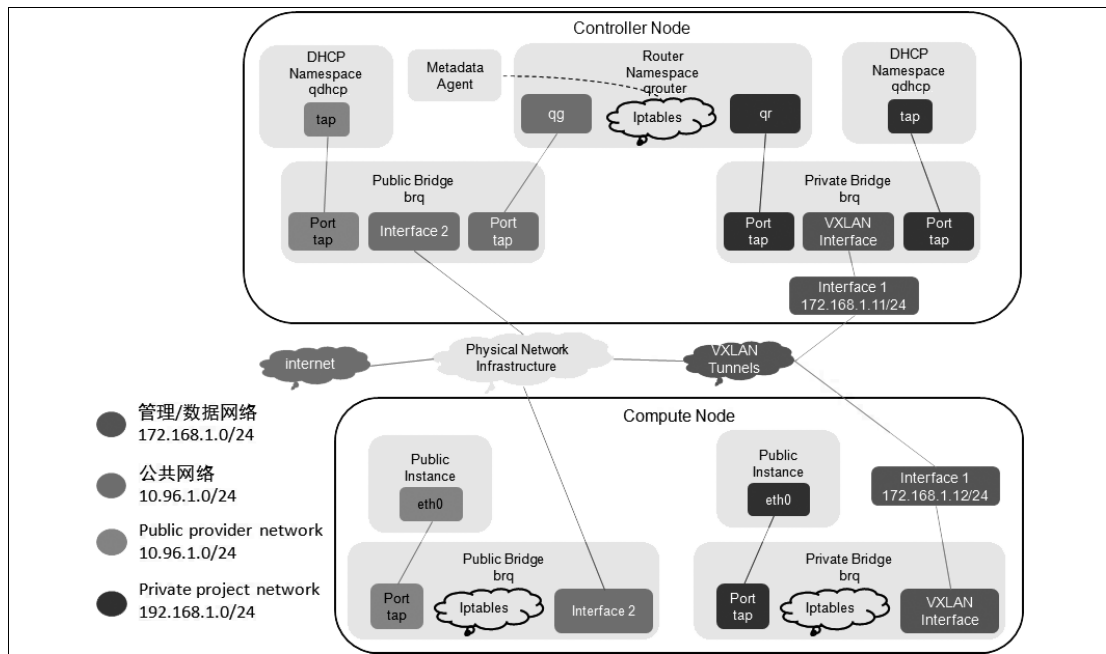 Controller Node
DHCP
Namespace
qdhcp
tap
Metadata
Agent
Router
Namespace
qrouter
qg
Iptables
qr
DHCP
Namespace
qdhcp
tap
Public Bridge
brq
Port
tap
Interface 2
Port
tap
Private Bridge
brq
Port
tap
VXLAN
Interface
Port
tap
Interface 1
172.168.1.11/24
internet
Physical Network
Infrastructure
VXLAN
Tunnels
管理/数据网络
172.168.1.0/24
公共网络
10.96.1.0/24
Public provider network
10.96.1.0/24
Private project network
192.168.1.0/24
Compute Node
Public
Instance
eth0
Public Bridge
brq
Port
tap
Iptables
Interface 2
Public
Instance
eth0
Interface 1
172.168.1.12/24
Private Bridge
brq
Port
tap
Iptables
VXLAN
Interface